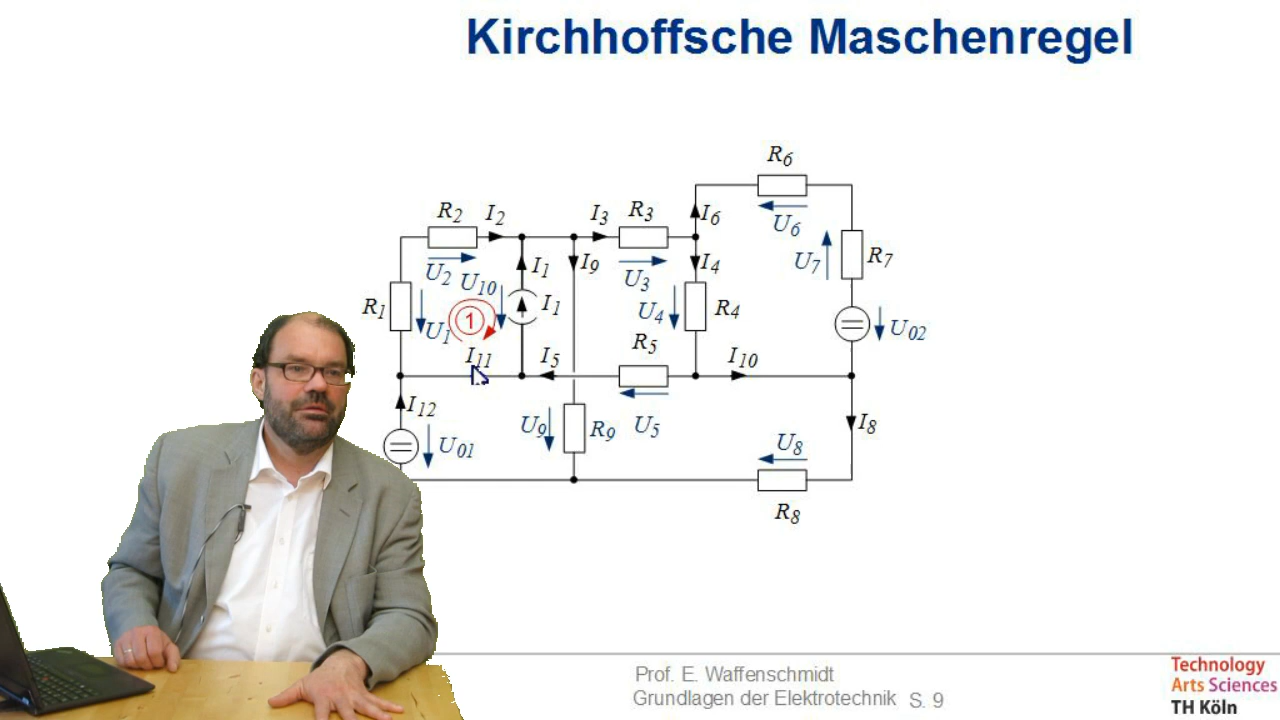 Kirchhoffsche Maschenregel
R6
I6
U6
R2 I2 I3 R3
I1 I9 I4
U2 U10 U3
U7 R7
R1 I1 U4 R4
U1 1 U02
R5
I11 I5 I10
I12 U9 R9 U5 I8
U01 U8
R8
Prof. E. Waffenschmidt
Grundlagen der Elektrotechnik S. 9
Technology
Arts Sciences
TH Köln